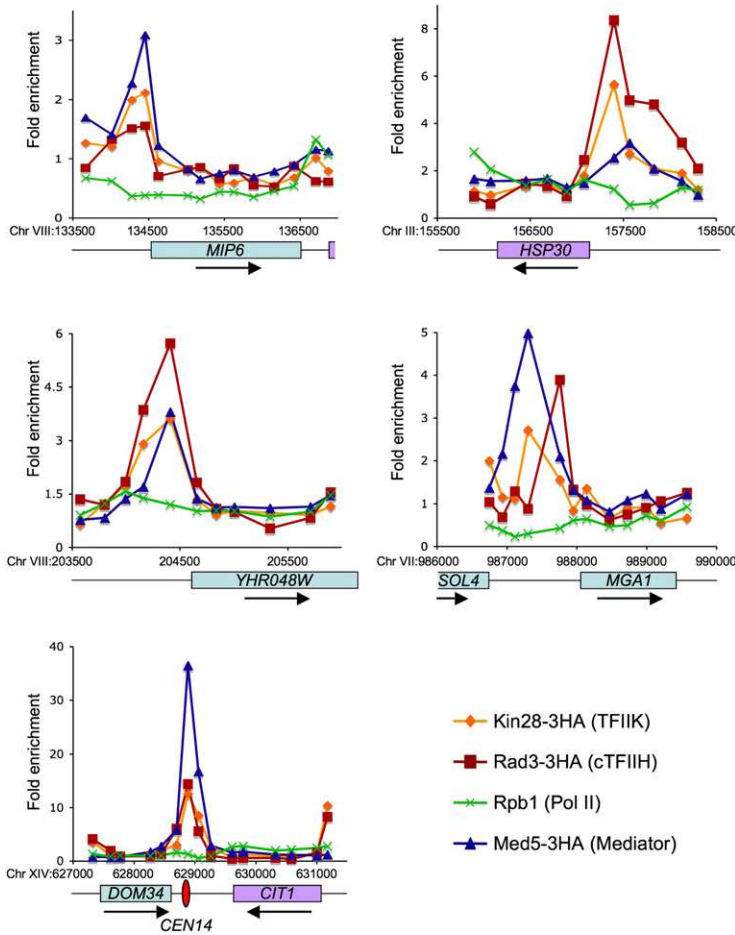 Fold enrichment
3
2
1
0
Chr VIII:133500 134500 135500 136500
MIP6
Fold enrichment
8
6
4
2
0
Chr III:155500 156500 157500 158500
HSP30
Fold enrichment
6
4.5
3
1.5
0
Chr VIII:203500 204500 205500
YHR048W
Fold enrichment
5
4
3
2
1
0
Chr VII:986000 987000 988000 989000 990000
SOL4 MGA1
Fold enrichment
40
30
20
10
0
Chr XIV:627000 628000 629000 630000 631000
DOM34 CIT1
CEN14
Kin28-3HA (TFIIK)
Rad3-3HA (cTFIIH)
Rpb1 (Pol II)
Med5-3HA (Mediator)